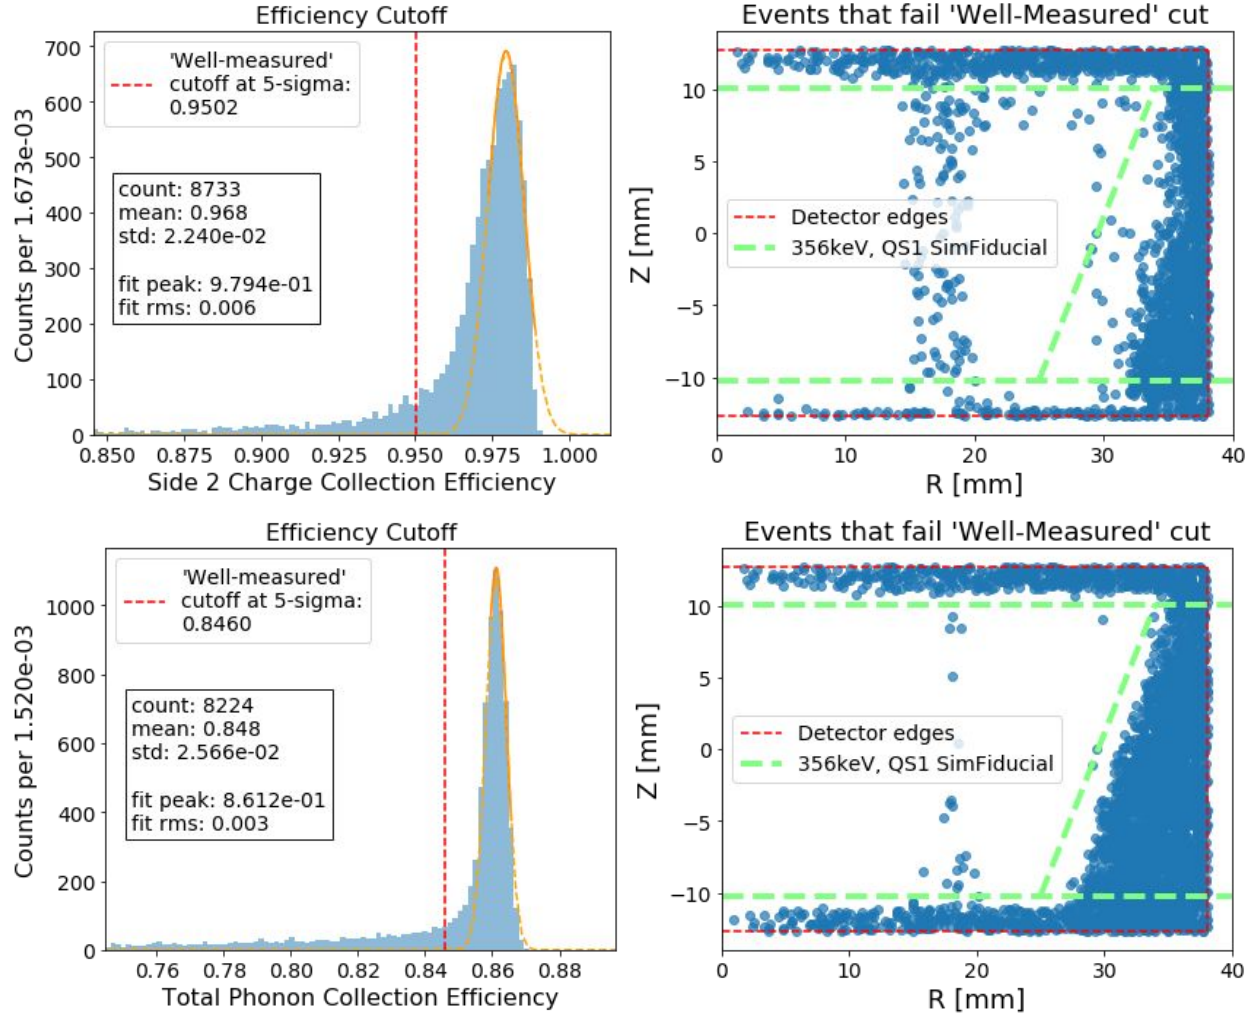 Efficiency Cutoff
700
600
500
400
300
200
100
0
Counts per 1.673e-03
'Well-measured'
cutoff at 5-sigma:
0.9502
count: 8733
mean: 0.968
std: 2.240e-02
fit peak: 9.794e-01
fit rms: 0.006
0.850 0.875 0.900 0.925 0.950 0.975 1.000
Side 2 Charge Collection Efficiency
Events that fail 'Well-Measured' cut
10
5
0
−5
−10
Z [mm]
Detector edges
356keV, QS1 SimFiducial
0 10 20 30 40
R [mm]
Efficiency Cutoff
1000
800
600
400
200
0
Counts per 1.520e-03
'Well-measured'
cutoff at 5-sigma:
0.8460
count: 8224
mean: 0.848
std: 2.566e-02
fit peak: 8.612e-01
fit rms: 0.003
0.76 0.78 0.80 0.82 0.84 0.86 0.88
Total Phonon Collection Efficiency
Events that fail 'Well-Measured' cut
10
5
0
−5
−10
Z [mm]
Detector edges
356keV, QS1 SimFiducial
0 10 20 30 40
R [mm]